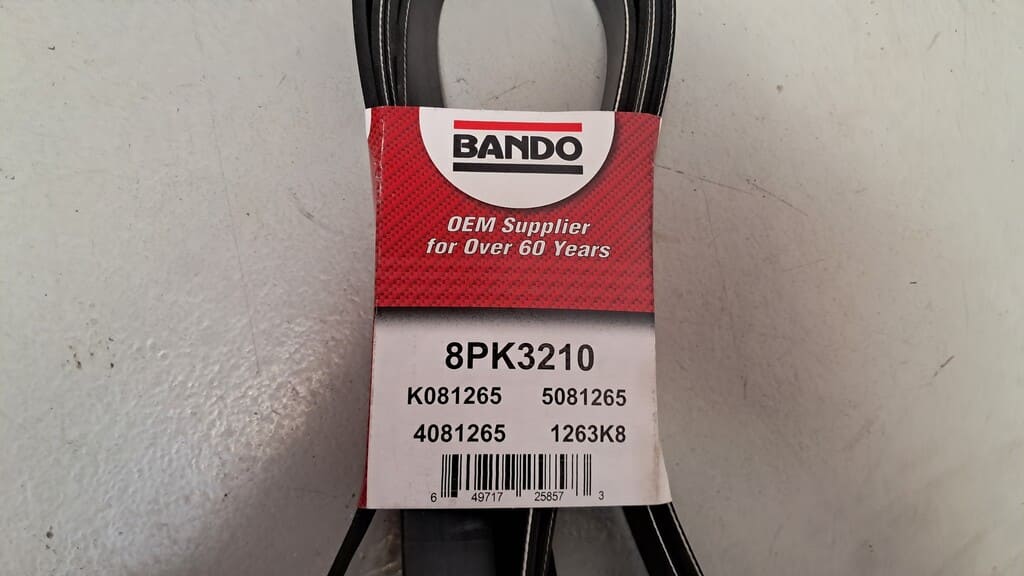 BANDO
OEM Supplier
for Over 60 Years
8PK3210
K081265 5081265
4081265 1263K8
6 49717 25857 3